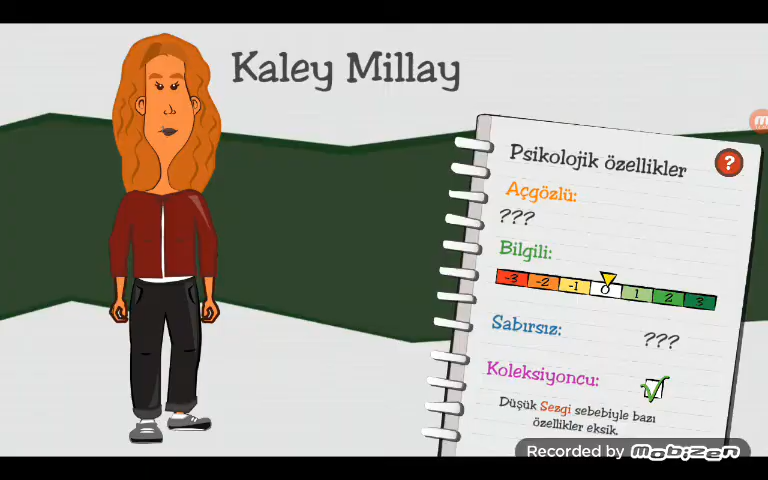 Kaley Millay
Psikolojik özellikler
?
Açgözlü:
???
Bilgili:
-3 -2 -1 0 1 2 3
Sabırsız: ???
Koleksiyoncu:
Düşük Sezgi sebebiyle bazı
özellikler eksik.
Recorded by mobizen